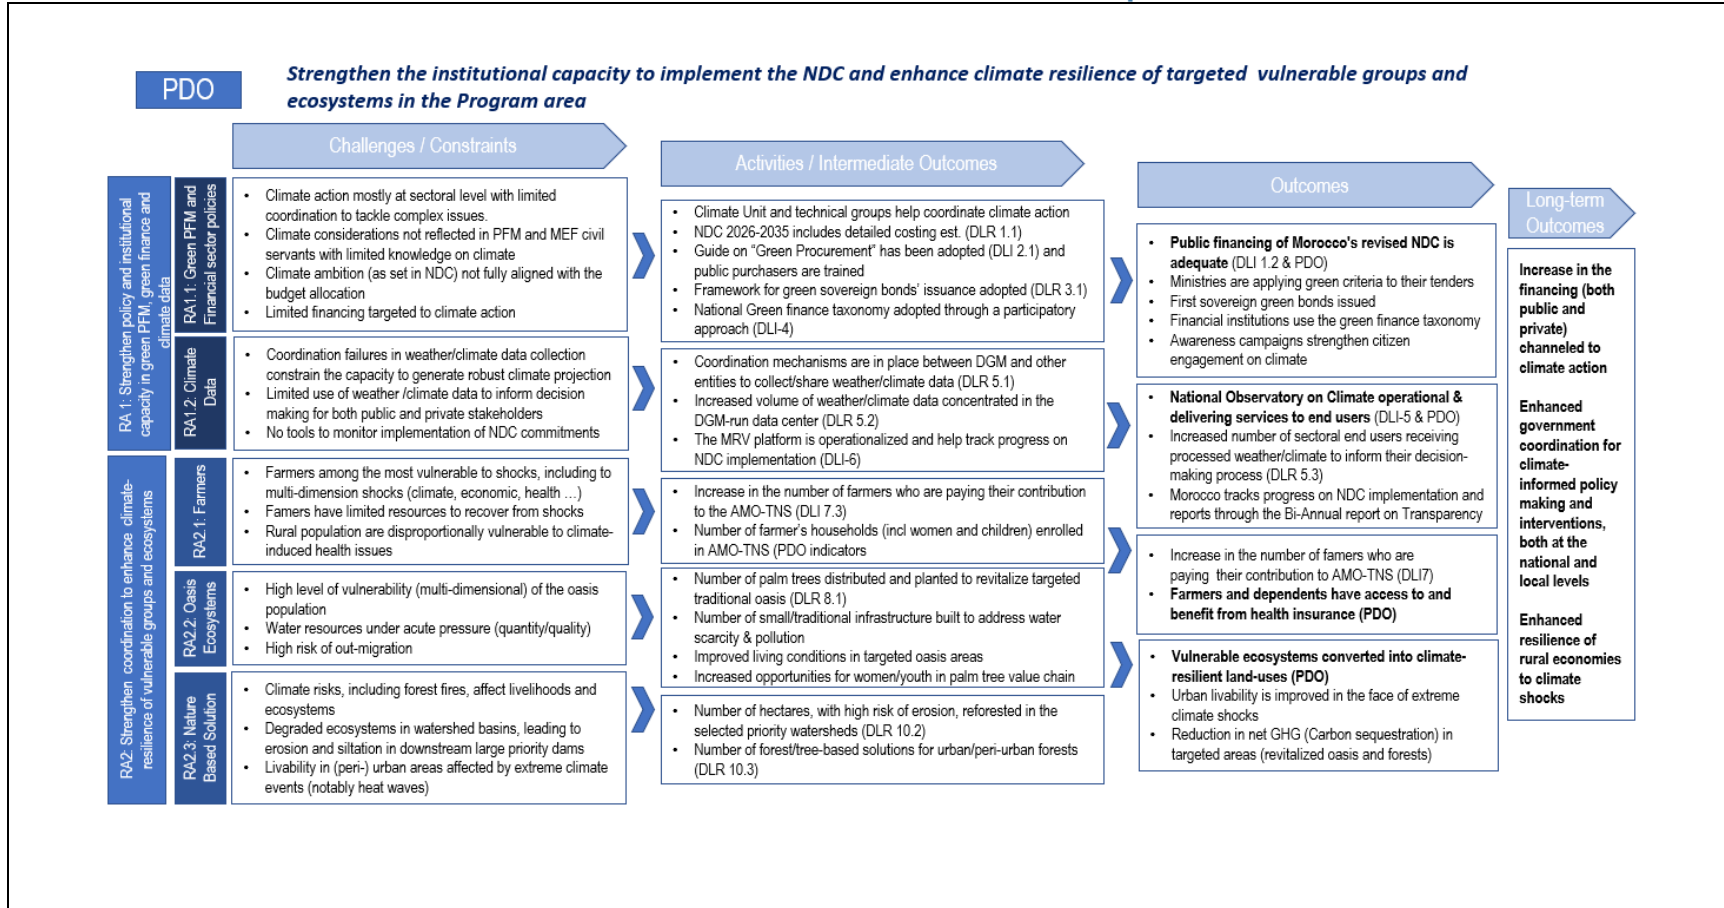 PDO
Strengthen the institutional capacity to implement the NDC and enhance climate resilience of targeted vulnerable groups and
ecosystems in the Program area
Challenges / Constraints
Activities / Intermediate Outcomes
Outcomes
Long-term
Outcomes
RA 1: Strengthen policy and institutional
capacity in green PFM, green finance and
climate data
RA1.1: Green PFM and
Financial sector policies
• Climate action mostly at sectoral level with limited
coordination to tackle complex issues.
• Climate considerations not reflected in PFM and MEF civil
servants with limited knowledge on climate
• Climate ambition (as set in NDC) not fully aligned with the
budget allocation
• Limited financing targeted to climate action
• Climate Unit and technical groups help coordinate climate action
• NDC 2026-2035 includes detailed costing est. (DLR 1.1)
• Guide on “Green Procurement” has been adopted (DLI 2.1) and
public purchasers are trained
• Framework for green sovereign bonds’ issuance adopted (DLR 3.1)
• National Green finance taxonomy adopted through a participatory
approach (DLI-4)
• Public financing of Morocco's revised NDC is
adequate (DLI 1.2 & PDO)
• Ministries are applying green criteria to their tenders
• First sovereign green bonds issued
• Financial institutions use the green finance taxonomy
• Awareness campaigns strengthen citizen
engagement on climate
RA1.2: Climate
Data
• Coordination failures in weather/climate data collection
constrain the capacity to generate robust climate projection
• Limited use of weather /climate data to inform decision
making for both public and private stakeholders
• No tools to monitor implementation of NDC commitments
• Coordination mechanisms are in place between DGM and other
entities to collect/share weather/climate data (DLR 5.1)
• Increased volume of weather/climate data concentrated in the
DGM-run data center (DLR 5.2)
• The MRV platform is operationalized and help track progress on
NDC implementation (DLI-6)
• National Observatory on Climate operational &
delivering services to end users (DLI-5 & PDO)
• Increased number of sectoral end users receiving
processed weather/climate to inform their decision-
making process (DLR 5.3)
• Morocco tracks progress on NDC implementation and
reports through the Bi-Annual report on Transparency
RA2: Strengthen coordination to enhance climate-
resilience of vulnerable groups and ecosystems
RA2.1: Farmers
• Farmers among the most vulnerable to shocks, including to
multi-dimension shocks (climate, economic, health ...)
• Famers have limited resources to recover from shocks
• Rural population are disproportionally vulnerable to climate-
induced health issues
• Increase in the number of farmers who are paying their contribution
to the AMO-TNS (DLI 7.3)
• Number of farmer’s households (incl women and children) enrolled
in AMO-TNS (PDO indicators
• Increase in the number of famers who are
paying their contribution to AMO-TNS (DLI7)
• Farmers and dependents have access to and
benefit from health insurance (PDO)
RA2.2: Oasis
Ecosystems
• High level of vulnerability (multi-dimensional) of the oasis
population
• Water resources under acute pressure (quantity/quality)
• High risk of out-migration
• Number of palm trees distributed and planted to revitalize targeted
traditional oasis (DLR 8.1)
• Number of small/traditional infrastructure built to address water
scarcity & pollution
• Improved living conditions in targeted oasis areas
• Increased opportunities for women/youth in palm tree value chain
RA2.3: Nature
Based Solution
• Climate risks, including forest fires, affect livelihoods and
ecosystems
• Degraded ecosystems in watershed basins, leading to
erosion and siltation in downstream large priority dams
• Livability in (peri-) urban areas affected by extreme climate
events (notably heat waves)
• Number of hectares, with high risk of erosion, reforested in the
selected priority watersheds (DLR 10.2)
• Number of forest/tree-based solutions for urban/peri-urban forests
(DLR 10.3)
• Vulnerable ecosystems converted into climate-
resilient land-uses (PDO)
• Urban livability is improved in the face of extreme
climate shocks
• Reduction in net GHG (Carbon sequestration) in
targeted areas (revitalized oasis and forests)
Increase in the
financing (both
public and
private)
channeled to
climate action
Enhanced
government
coordination for
climate-
informed policy
making and
interventions,
both at the
national and
local levels
Enhanced
resilience of
rural economies
to climate
shocks